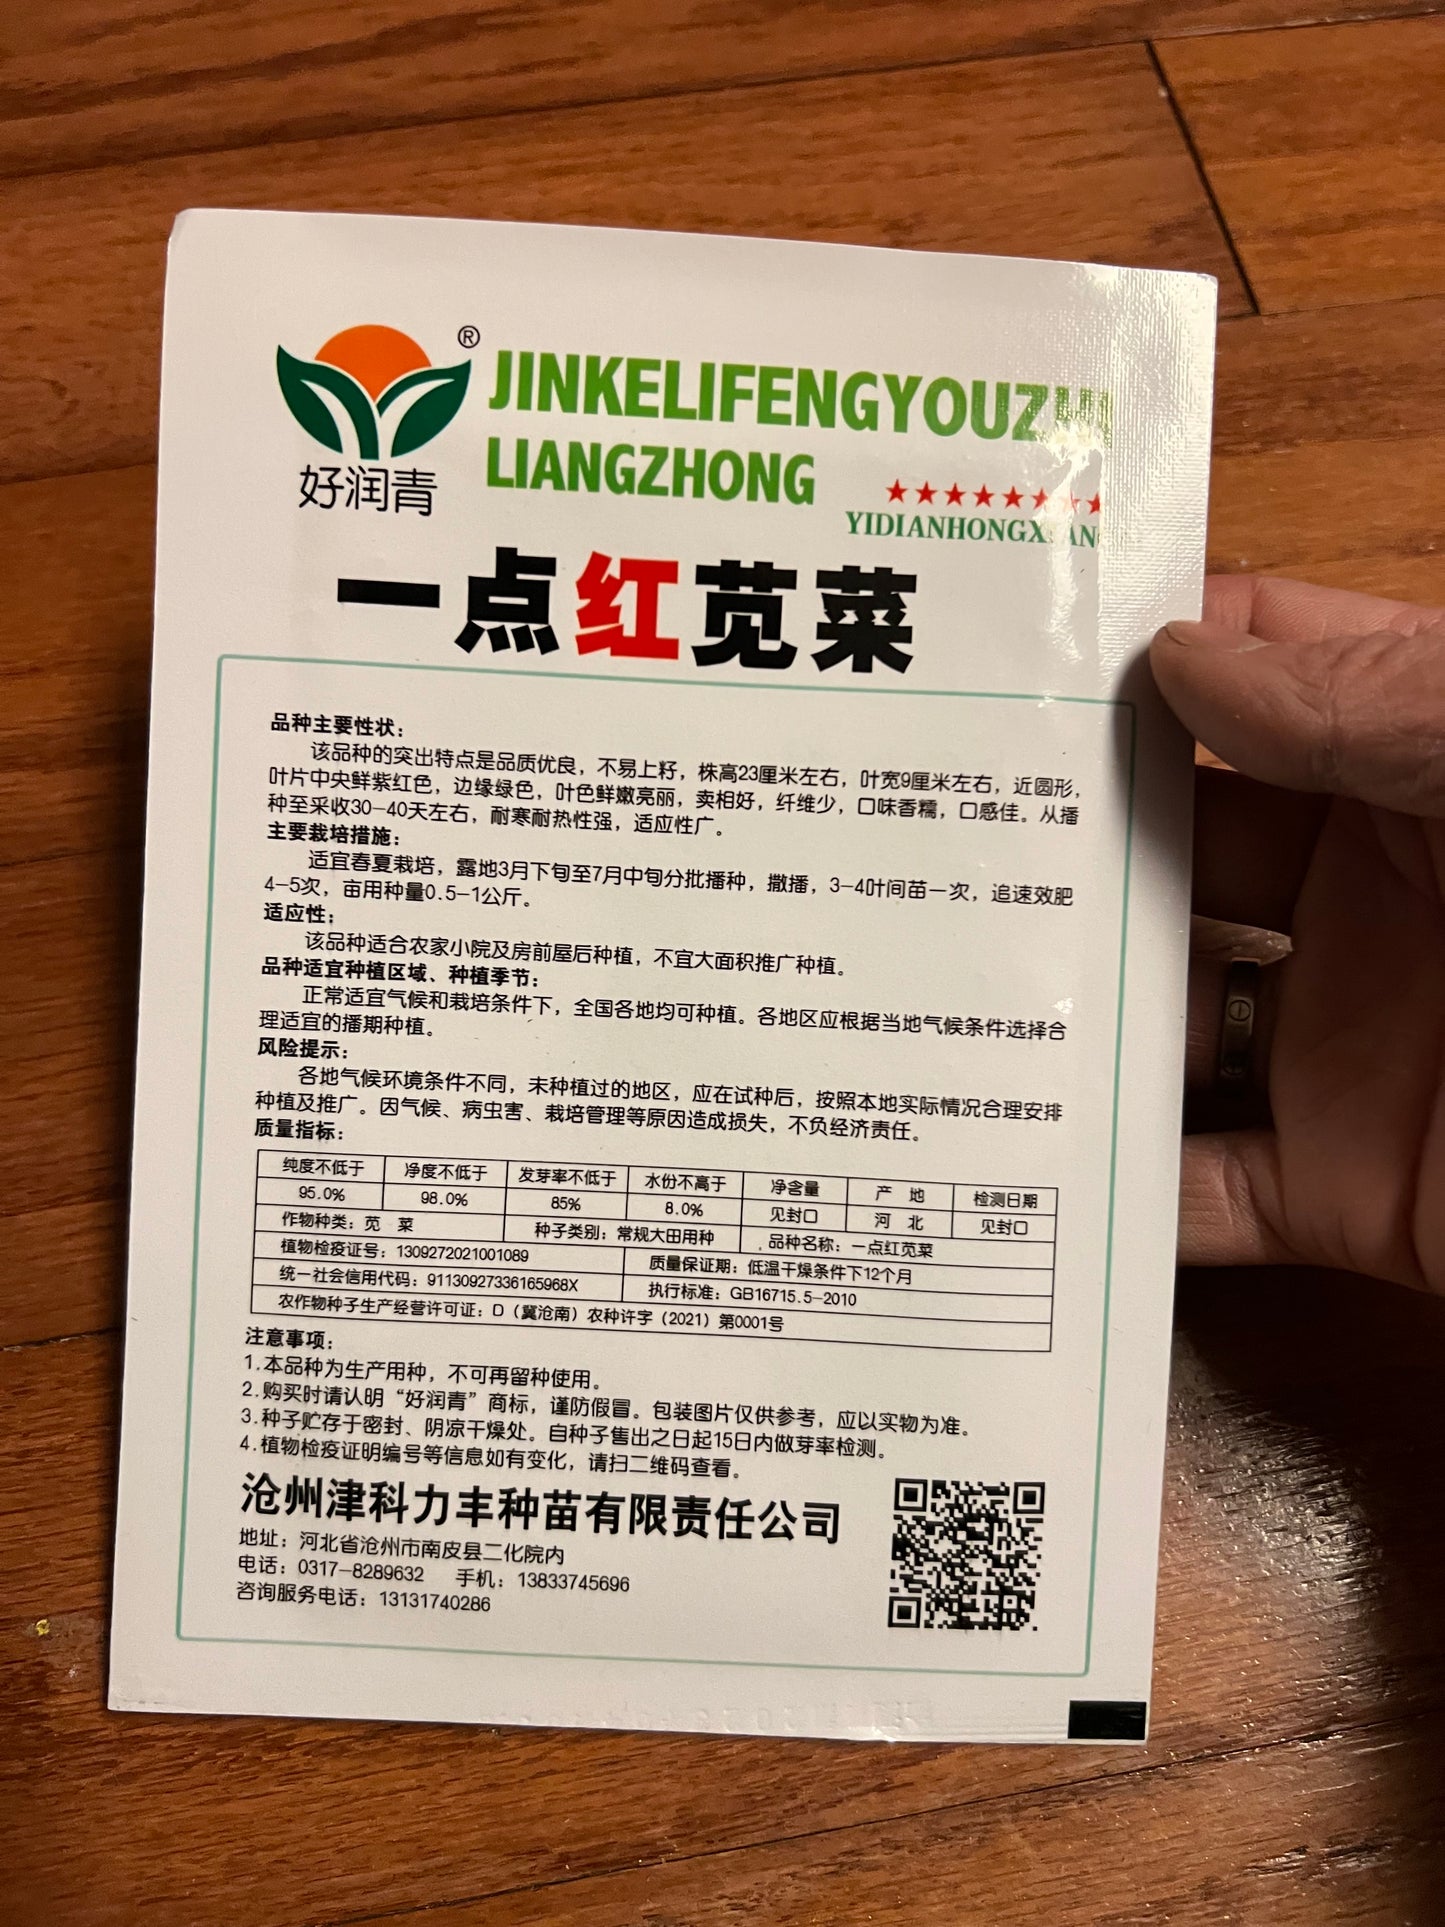 ®
好润青
JINKELIFENGYOUZHI
LIANGZHONG
★★★★★★★★
一点红苋菜
品种主要性状：
该品种的突出特点是品质优良，不易上籽，株高23厘米左右，叶宽9厘米左右，近圆形，
叶片中央鲜紫红色，边缘绿色，叶色鲜嫩亮丽，卖相好，纤维少，口味香糯，口感佳。从播
种至采收30-40天左右，耐寒耐热性强，适应性广。
主要栽培措施：
适宜春夏栽培，露地3月下旬至7月中旬分批播种，撒播，3-4叶间苗一次，追速效肥
4-5次，亩用种量0.5-1公斤。
适应性：
该品种适合农家小院及房前屋后种植，不宜大面积推广种植。
品种适宜种植区域、种植季节：
正常适宜气候和栽培条件下，全国各地均可种植。各地区应根据当地气候条件选择合
理适宜的播期种植。
风险提示：
各地气候环境条件不同，未种植过的地区，应在试种后，按照本地实际情况合理安排
种植及推广。因气候、病虫害、栽培管理等原因造成损失，不负经济责任。
质量指标：
纯度不低于 净度不低于 发芽率不低于 水份不高于 净含量 产 地 检测日期
95.0% 98.0% 85% 8.0% 见封口 河 北 见封口
作物种类：苋 菜 种子类别：常规大田用种 品种名称：一点红苋菜
植物检疫证号：1309272021001089 质量保证期：低温干燥条件下12个月
统一社会信用代码：91130927336165968X 执行标准：GB16715.5-2010
农作物种子生产经营许可证：D（冀沧南）农种许字（2021）第0001号
注意事项：
1.本品种为生产用种，不可再留种使用。
2.购买时请认明“好润青”商标，谨防假冒。包装图片仅供参考，应以实物为准。
3.种子贮存于密封、阴凉干燥处。自种子售出之日起15日内做芽率检测。
4.植物检疫证明编号等信息如有变化，请扫二维码查看。
沧州津科力丰种苗有限责任公司
地址：河北省沧州市南皮县二化院内
电话：0317-8289632 手机：13833745696
咨询服务电话：13131740286